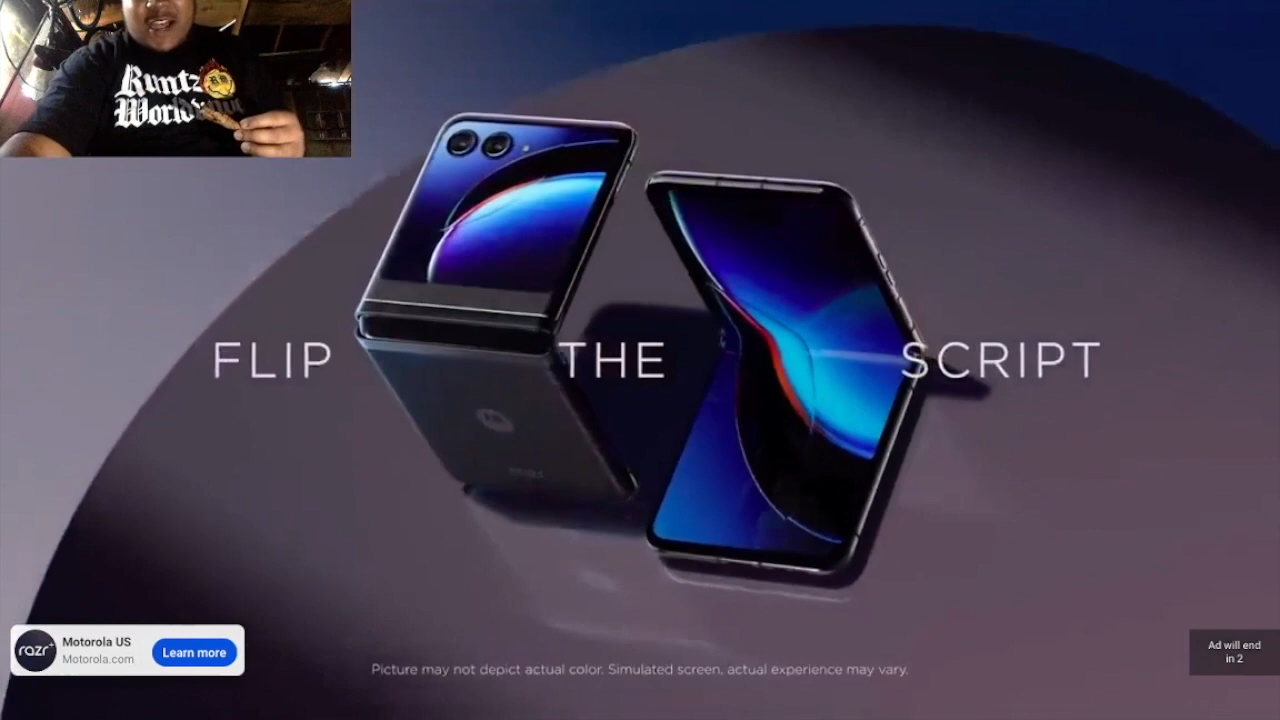 Runtz
Worldwide
FLIP THE SCRIPT
razr+
Motorola US
Motorola.com
Learn more
Picture may not depict actual color. Simulated screen, actual experience may vary.
Ad will end
in 2